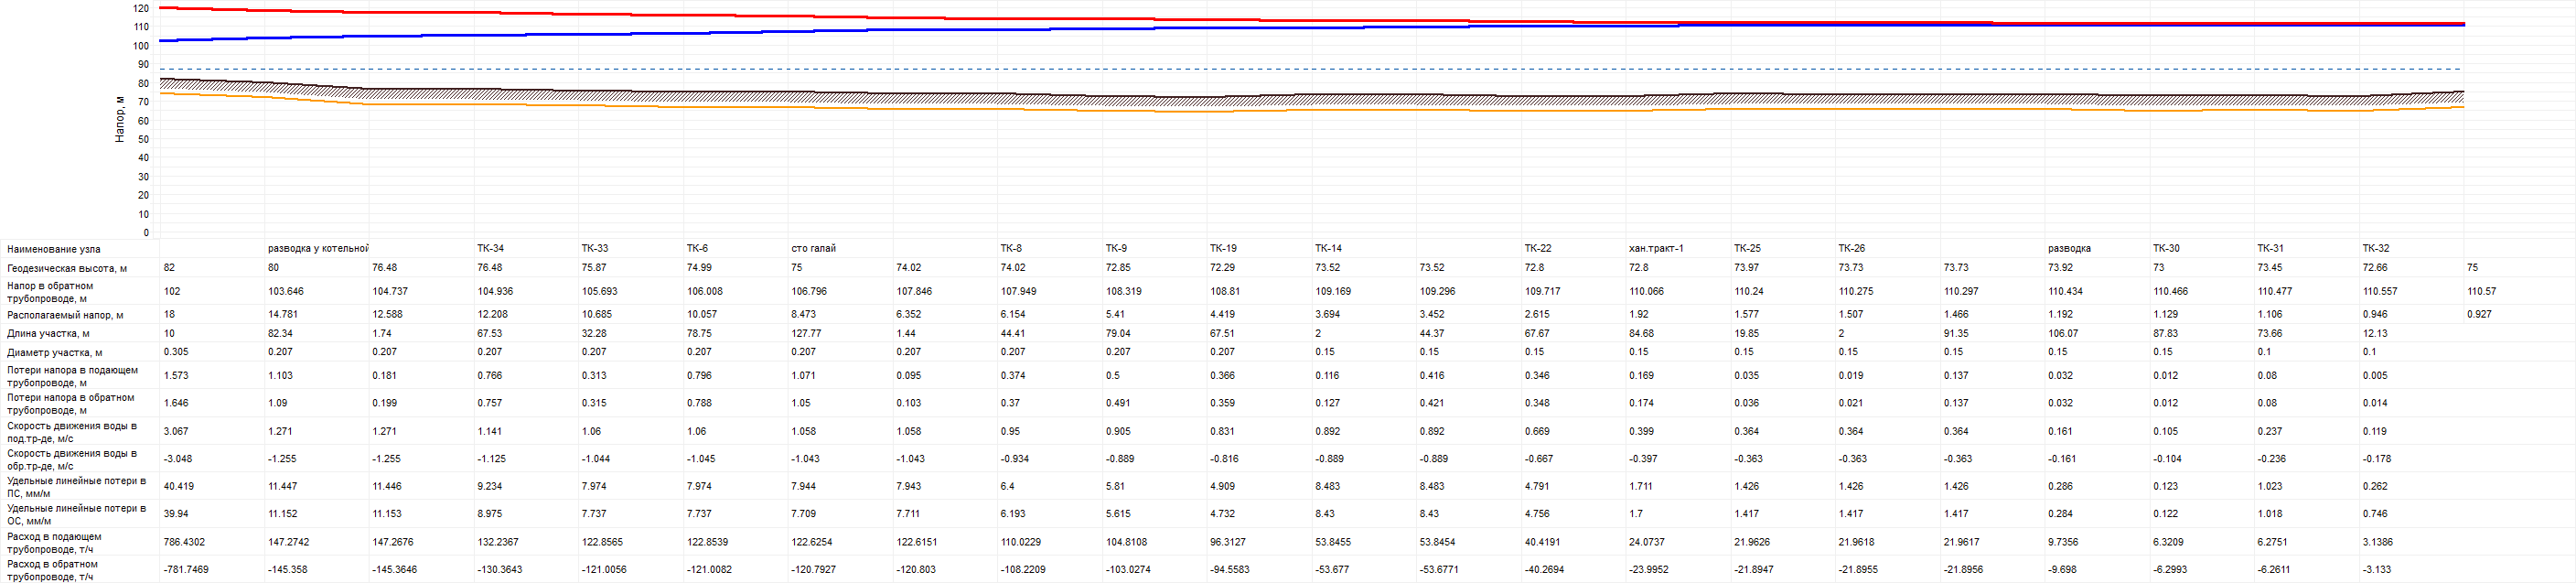 120
110
100
90
80
70
60
50
40
30
20
10
0
Напор, м
Наименование узла разводка у котельной ТК-34 ТК-33 ТК-6 сто галай ТК-8 ТК-9 ТК-19 ТК-14 ТК-22 хан.тракт-1 ТК-25 ТК-26 разводка ТК-30 ТК-31 ТК-32
Геодезическая высота, м 82 80 76.48 76.48 75.87 74.99 75 74.02 74.02 72.85 72.29 73.52 73.52 72.8 72.8 73.97 73.73 73.73 73.92 73 73.45 72.66 75
Напор в обратном
трубопроводе, м 102 103.646 104.737 104.936 105.693 106.008 106.796 107.846 107.949 108.319 108.81 109.169 109.296 109.717 110.066 110.24 110.275 110.297 110.434 110.466 110.477 110.557 110.57
Располагаемый напор, м 18 14.781 12.588 12.208 10.685 10.057 8.473 6.352 6.154 5.41 4.419 3.694 3.452 2.615 1.92 1.577 1.507 1.466 1.192 1.129 1.106 0.946 0.927
Длина участка, м 10 82.34 1.74 67.53 32.28 78.75 127.77 1.44 44.41 79.04 67.51 2 44.37 67.67 84.68 19.85 2 91.35 106.07 87.83 73.66 12.13
Диаметр участка, м 0.305 0.207 0.207 0.207 0.207 0.207 0.207 0.207 0.207 0.207 0.207 0.15 0.15 0.15 0.15 0.15 0.15 0.15 0.15 0.15 0.1 0.1
Потери напора в подающем
трубопроводе, м 1.573 1.103 0.181 0.766 0.313 0.796 1.071 0.095 0.374 0.5 0.366 0.116 0.416 0.346 0.169 0.035 0.019 0.137 0.032 0.012 0.08 0.005
Потери напора в обратном
трубопроводе, м 1.646 1.09 0.199 0.757 0.315 0.788 1.05 0.103 0.37 0.491 0.359 0.127 0.421 0.348 0.174 0.036 0.021 0.137 0.032 0.012 0.08 0.014
Скорость движения воды в
под.тр-де, м/с 3.067 1.271 1.271 1.141 1.06 1.06 1.058 1.058 0.95 0.905 0.831 0.892 0.892 0.669 0.399 0.364 0.364 0.364 0.161 0.105 0.237 0.119
Скорость движения воды в
обр.тр-де, м/с -3.048 -1.255 -1.255 -1.125 -1.044 -1.045 -1.043 -1.043 -0.934 -0.889 -0.816 -0.889 -0.889 -0.667 -0.397 -0.363 -0.363 -0.363 -0.161 -0.104 -0.236 -0.178
Удельные линейные потери в
ПС, мм/м 40.419 11.447 11.446 9.234 7.974 7.974 7.944 7.943 6.4 5.81 4.909 8.483 8.483 4.791 1.711 1.426 1.426 1.426 0.286 0.123 1.023 0.262
Удельные линейные потери в
ОС, мм/м 39.94 11.152 11.153 8.975 7.737 7.737 7.709 7.711 6.193 5.615 4.732 8.43 8.43 4.756 1.7 1.417 1.417 1.417 0.284 0.122 1.018 0.746
Расход в подающем
трубопроводе, т/ч 786.4302 147.2742 147.2676 132.2367 122.8565 122.8539 122.6254 122.6151 110.0229 104.8108 96.3127 53.8455 53.8454 40.4191 24.0737 21.9626 21.9618 21.9617 9.7356 6.3209 6.2751 3.1386
Расход в обратном
трубопроводе, т/ч -781.7469 -145.358 -145.3646 -130.3643 -121.0056 -121.0082 -120.7927 -120.803 -108.2209 -103.0274 -94.5583 -53.677 -53.6771 -40.2694 -23.9952 -21.8947 -21.8955 -21.8956 -9.698 -6.2993 -6.2611 -3.133